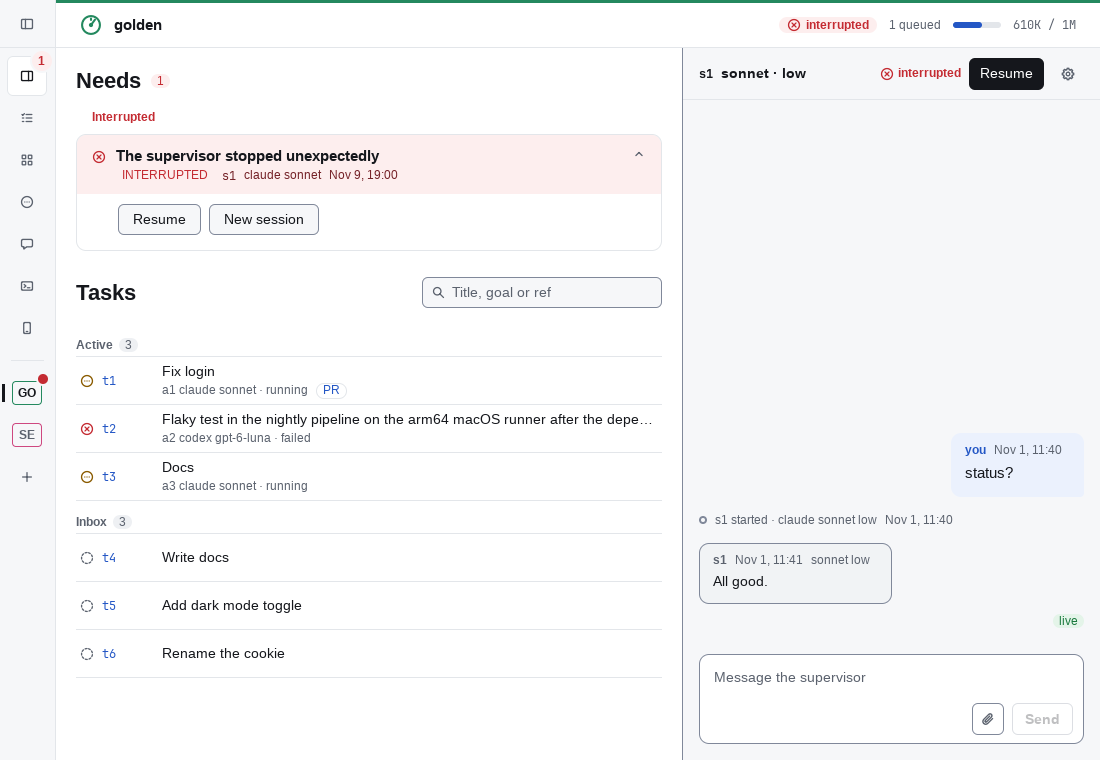 golden
interrupted
1 queued
610K / 1M
1
GO
SE
Needs 1
Interrupted
The supervisor stopped unexpectedly
INTERRUPTED s1 claude sonnet Nov 9, 19:00
Resume
New session
Tasks
Title, goal or ref
Active 3
t1
Fix login
a1 claude sonnet · running PR
t2
Flaky test in the nightly pipeline on the arm64 macOS runner after the depe…
a2 codex gpt-6-luna · failed
t3
Docs
a3 claude sonnet · running
Inbox 3
t4 Write docs
t5 Add dark mode toggle
t6 Rename the cookie
s1 sonnet · low
interrupted
Resume
you Nov 1, 11:40
status?
s1 started · claude sonnet low Nov 1, 11:40
s1 Nov 1, 11:41 sonnet low
All good.
live
Message the supervisor
Send